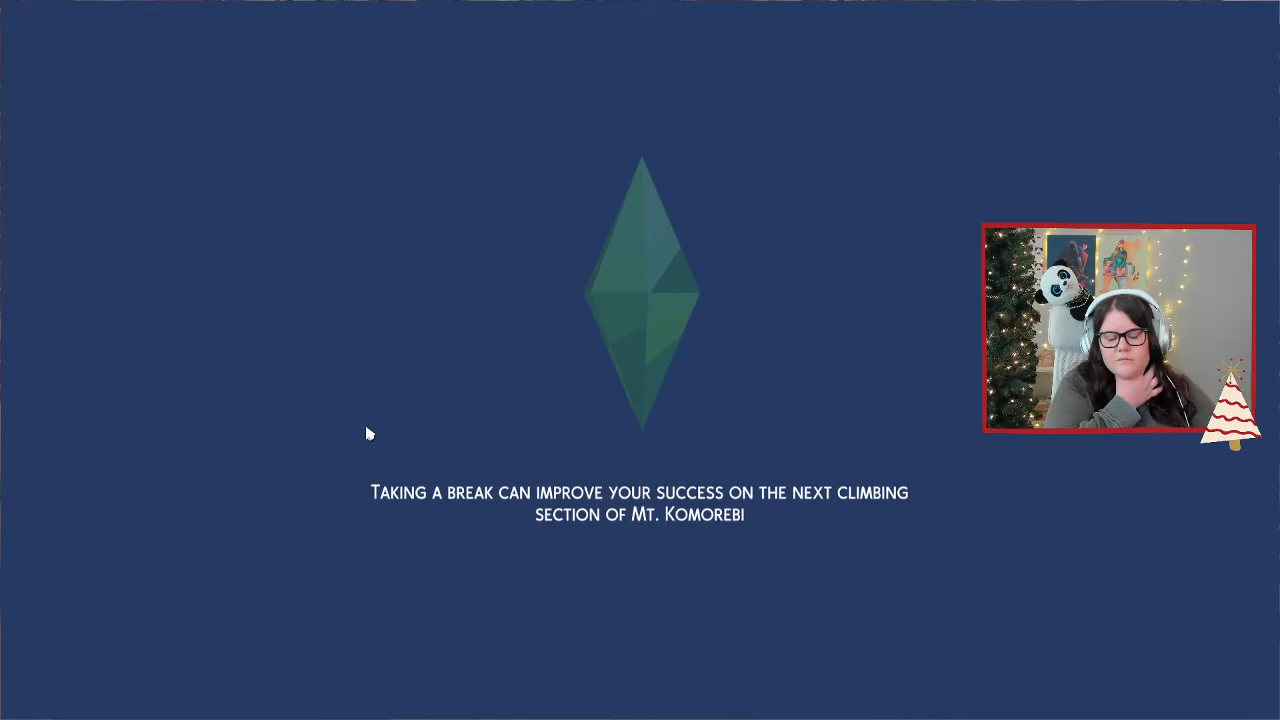 Taking a break can improve your success on the next climbing
section of Mt. Komorebi